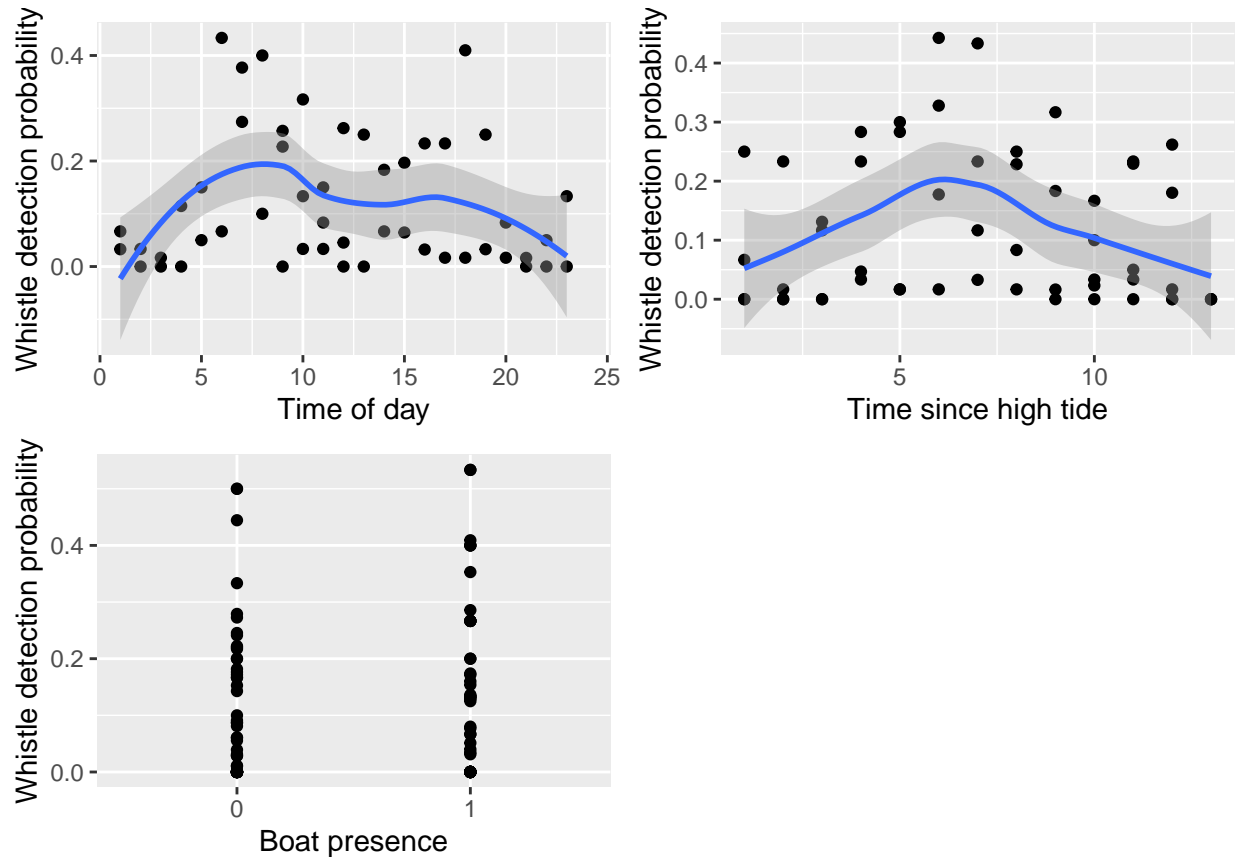 Whistle detection probability
0.4
0.2
0.0
0 5 10 15 20 25
Time of day
Whistle detection probability
0.4
0.3
0.2
0.1
0.0
5 10
Time since high tide
Whistle detection probability
0.4
0.2
0.0
0 1
Boat presence